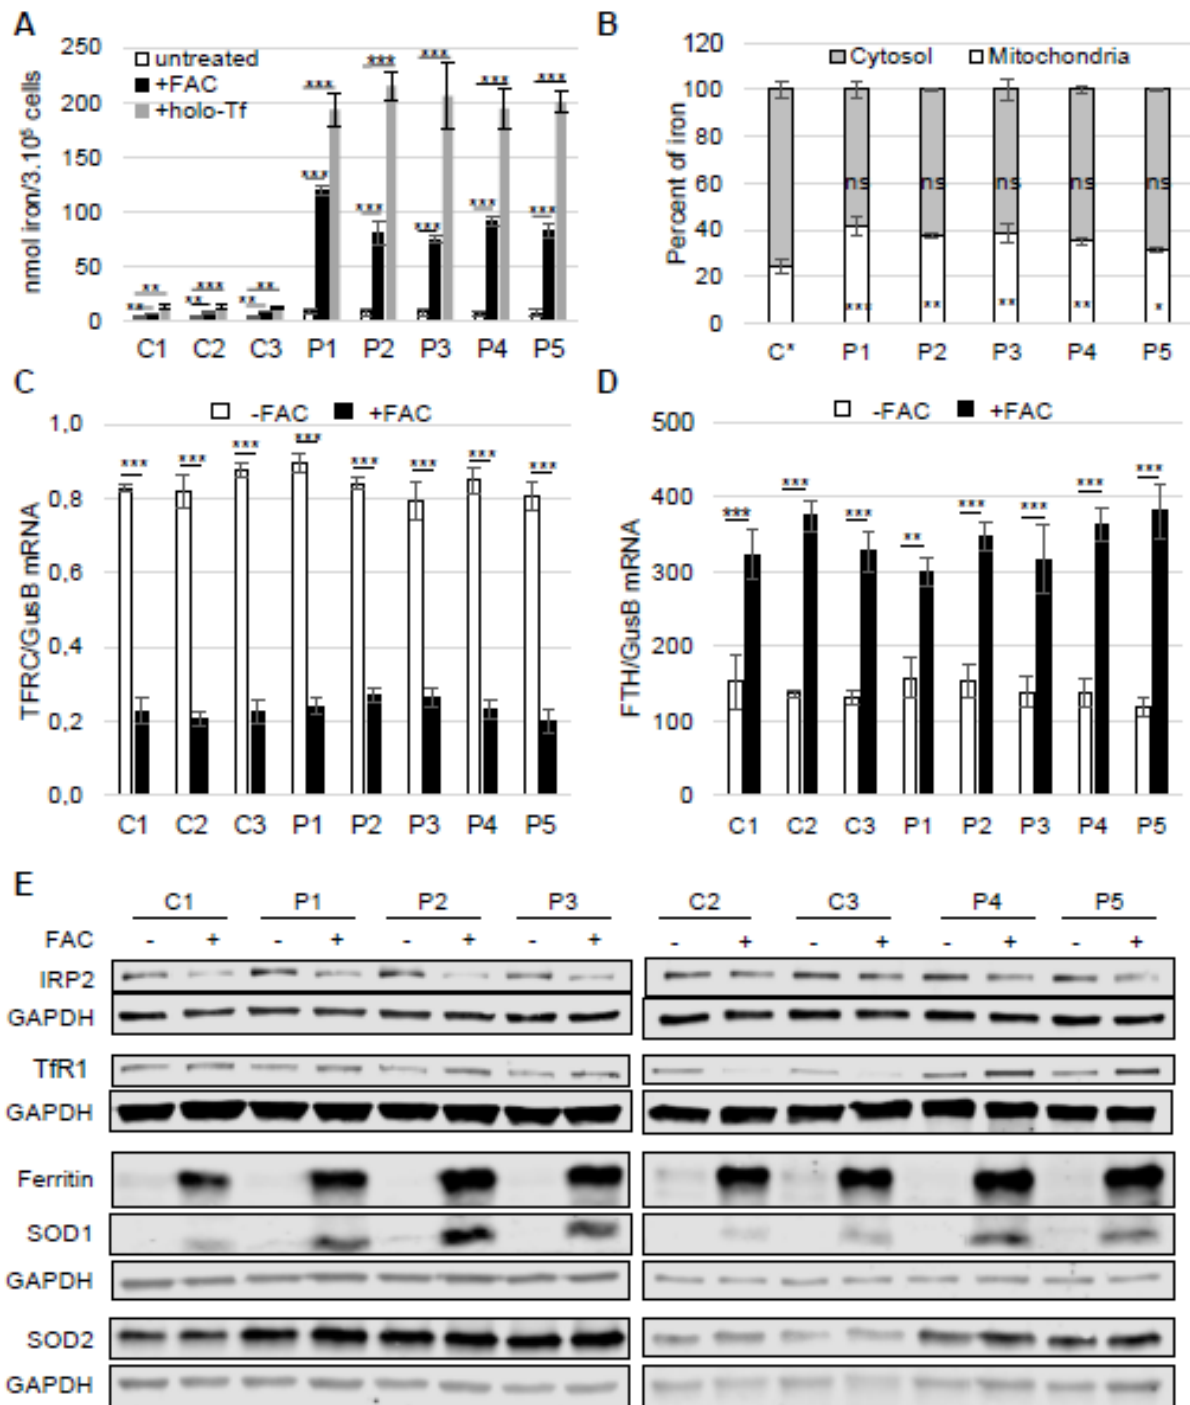 A
250
200
150
100
50
0
nmol iron/3.10⁶ cells
untreated
+FAC
+holo-Tf
** ** ** *** ** ** *** *** *** *** *** *** *** *** *** ***
C1 C2 C3 P1 P2 P3 P4 P5
B
120
100
80
60
40
20
0
Percent of iron
Cytosol Mitochondria
ns ns ns ns ns
*** ** ** ** *
C* P1 P2 P3 P4 P5
C
1,0
0,8
0,6
0,4
0,2
0,0
TFRC/GusB mRNA
-FAC +FAC
*** *** *** *** *** *** *** ***
C1 C2 C3 P1 P2 P3 P4 P5
D
500
400
300
200
100
0
FTH/GusB mRNA
-FAC +FAC
*** *** *** ** *** *** *** ***
C1 C2 C3 P1 P2 P3 P4 P5
E
C1 P1 P2 P3 C2 C3 P4 P5
FAC - + - + - + - + - + - + - + - +
IRP2
GAPDH
TfR1
GAPDH
Ferritin
SOD1
GAPDH
SOD2
GAPDH